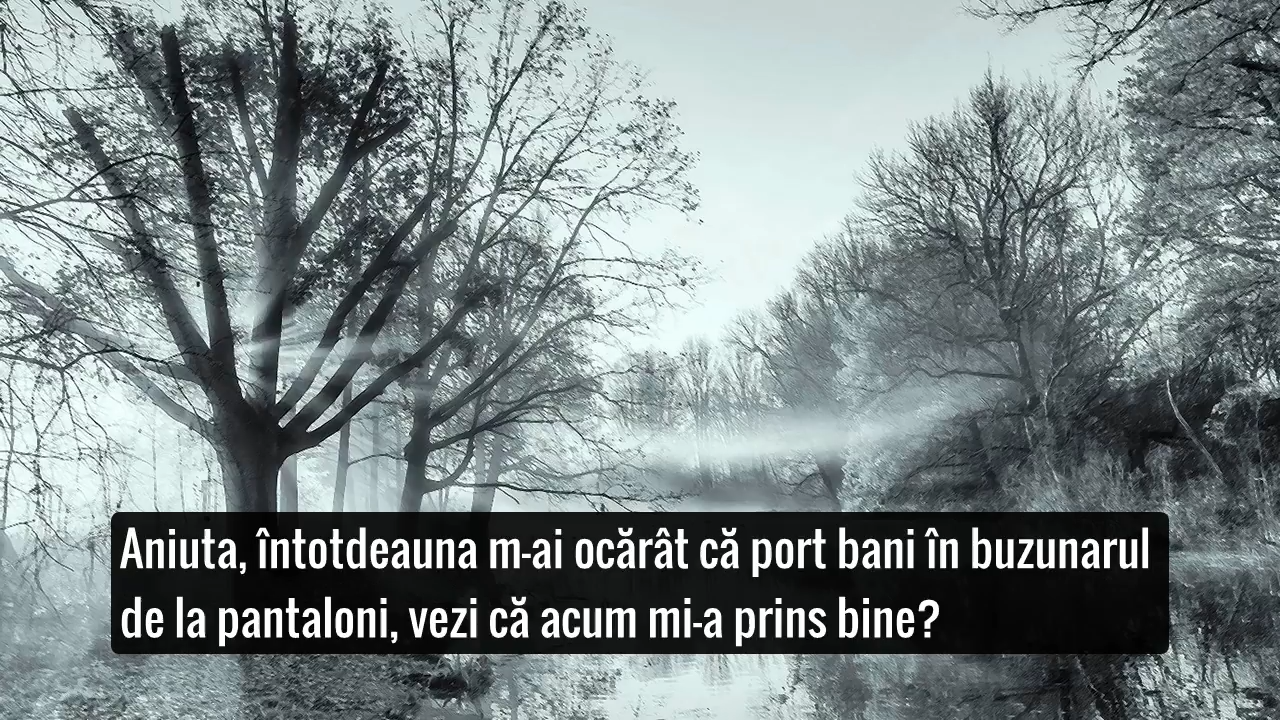 Aniuta, întotdeauna m-ai ocărât că port bani în buzunarul
de la pantaloni, vezi că acum mi-a prins bine?